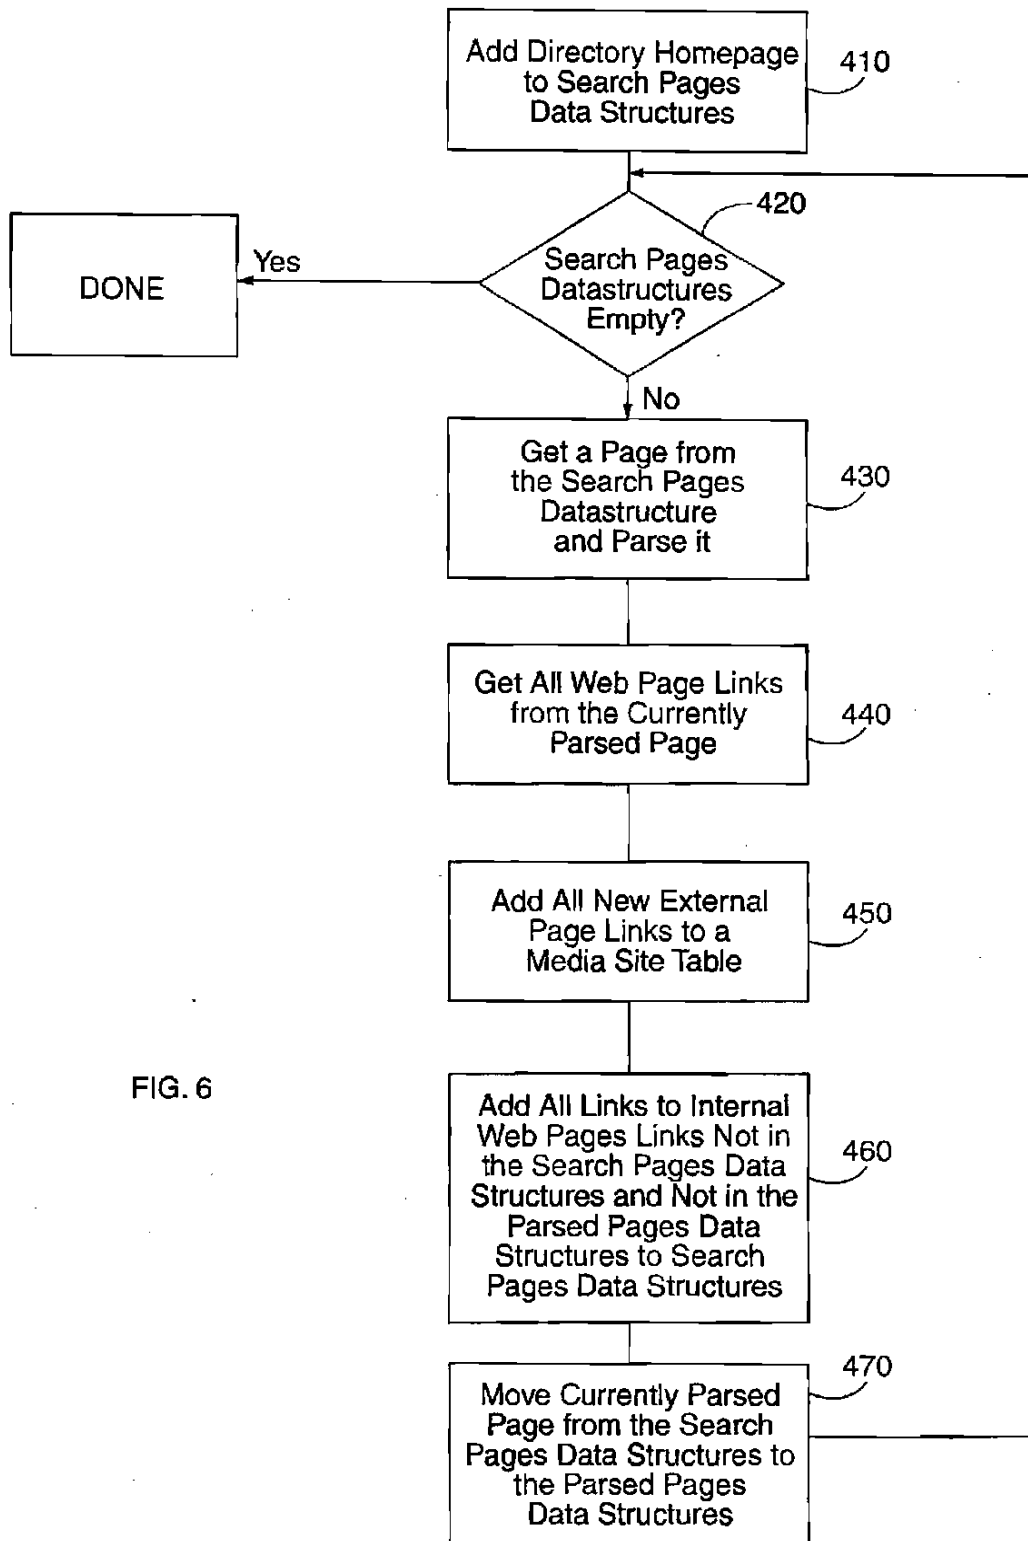 Add Directory Homepage
to Search Pages
Data Structures
410
420
Search Pages
Datastructures
Empty?
Yes
DONE
No
Get a Page from
the Search Pages
Datastructure
and Parse it
430
Get All Web Page Links
from the Currently
Parsed Page
440
Add All New External
Page Links to a
Media Site Table
450
FIG. 6
Add All Links to Internal
Web Pages Links Not in
the Search Pages Data
Structures and Not in the
Parsed Pages Data
Structures to Search
Pages Data Structures
460
Move Currently Parsed
Page from the Search
Pages Data Structures to
the Parsed Pages
Data Structures
470